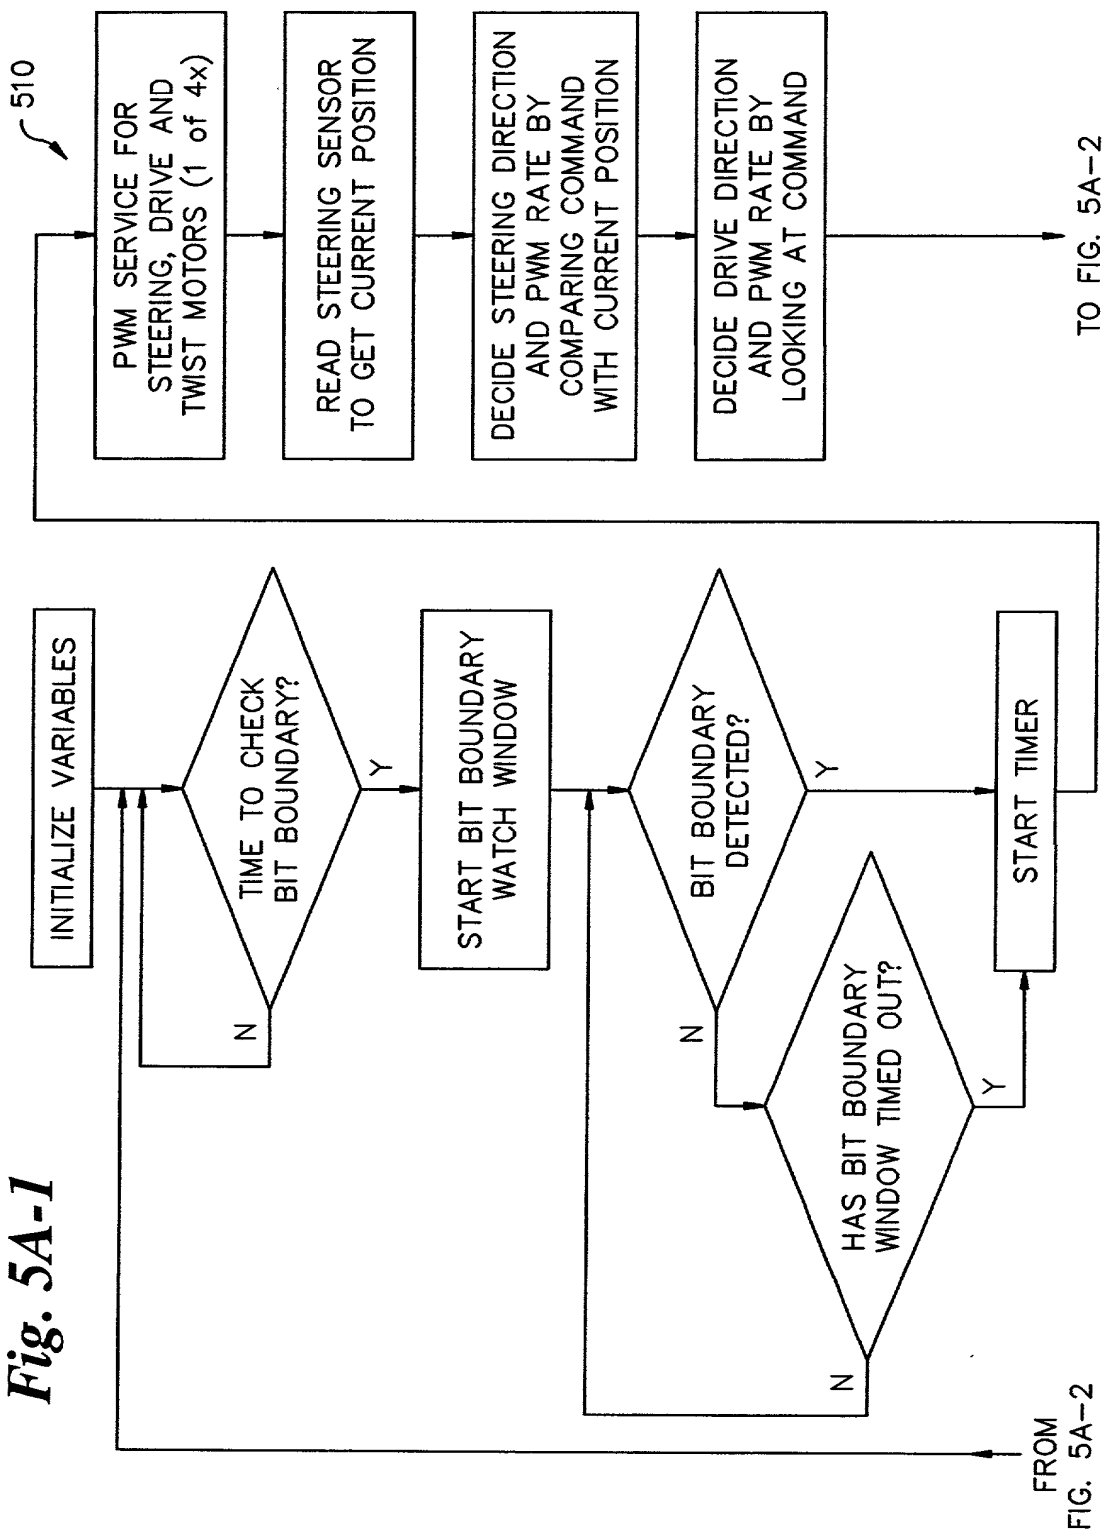 Fig. 5A-1
INITIALIZE VARIABLES
TIME TO CHECK
BIT BOUNDARY?
N
Y
START BIT BOUNDARY
WATCH WINDOW
BIT BOUNDARY
DETECTED?
N
Y
HAS BIT BOUNDARY
WINDOW TIMED OUT?
N
Y
START TIMER
FROM
FIG. 5A-2
510
PWM SERVICE FOR
STEERING, DRIVE AND
TWIST MOTORS (1 of 4x)
READ STEERING SENSOR
TO GET CURRENT POSITION
DECIDE STEERING DIRECTION
AND PWM RATE BY
COMPARING COMMAND
WITH CURRENT POSITION
DECIDE DRIVE DIRECTION
AND PWM RATE BY
LOOKING AT COMMAND
TO FIG. 5A-2